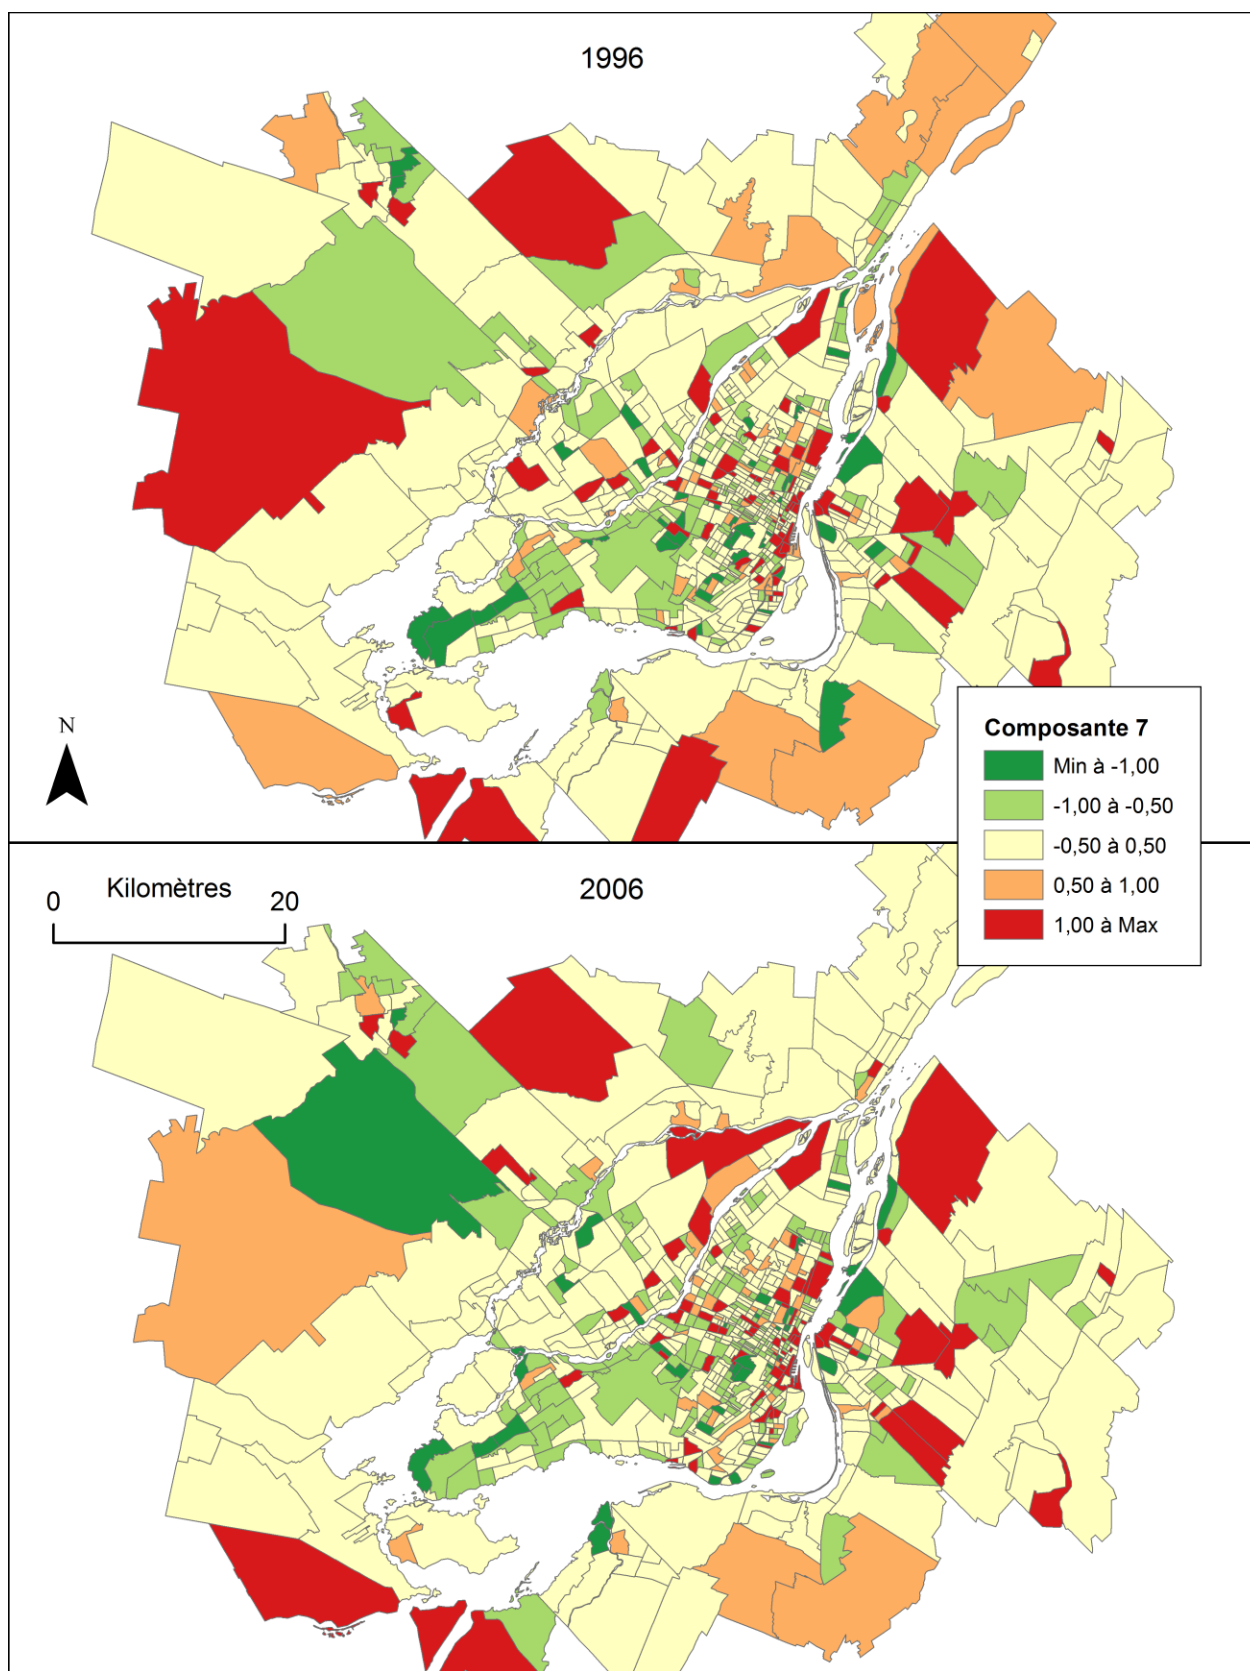 1996
N
Composante 7
Min à -1,00
-1,00 à -0,50
-0,50 à 0,50
0,50 à 1,00
1,00 à Max
Kilomètres
0 20
2006